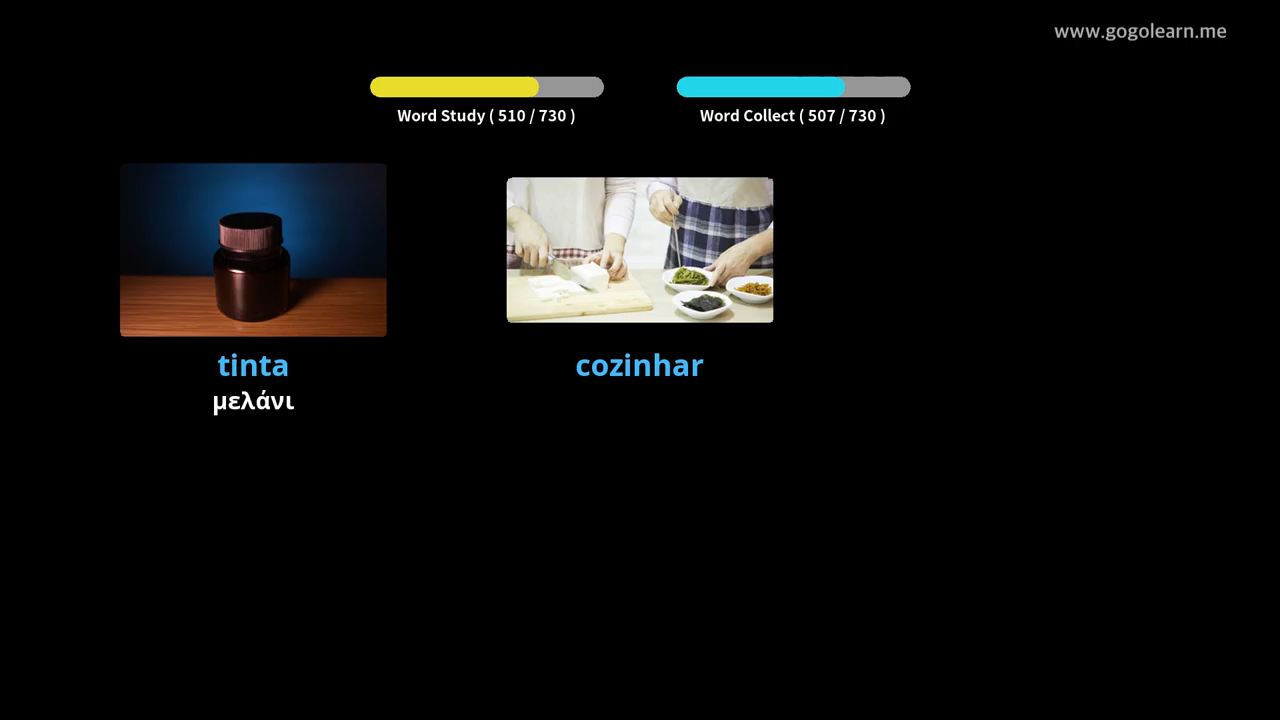 www.gogolearn.me
Word Study ( 510 / 730 )
Word Collect ( 507 / 730 )
tinta
μελάνι
cozinhar